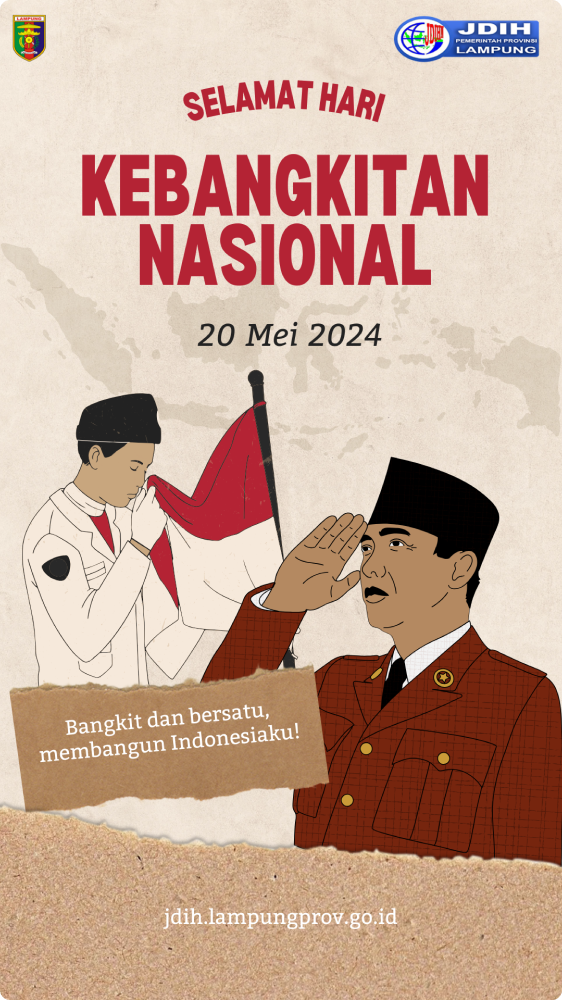 LAMPUNG
JDIH
JDIH
PEMERINTAH PROVINSI
LAMPUNG
SELAMAT HARI
KEBANGKITAN
NASIONAL
20 Mei 2024
Bangkit dan bersatu,
membangun Indonesiaku!
jdih.lampungprov.go.id